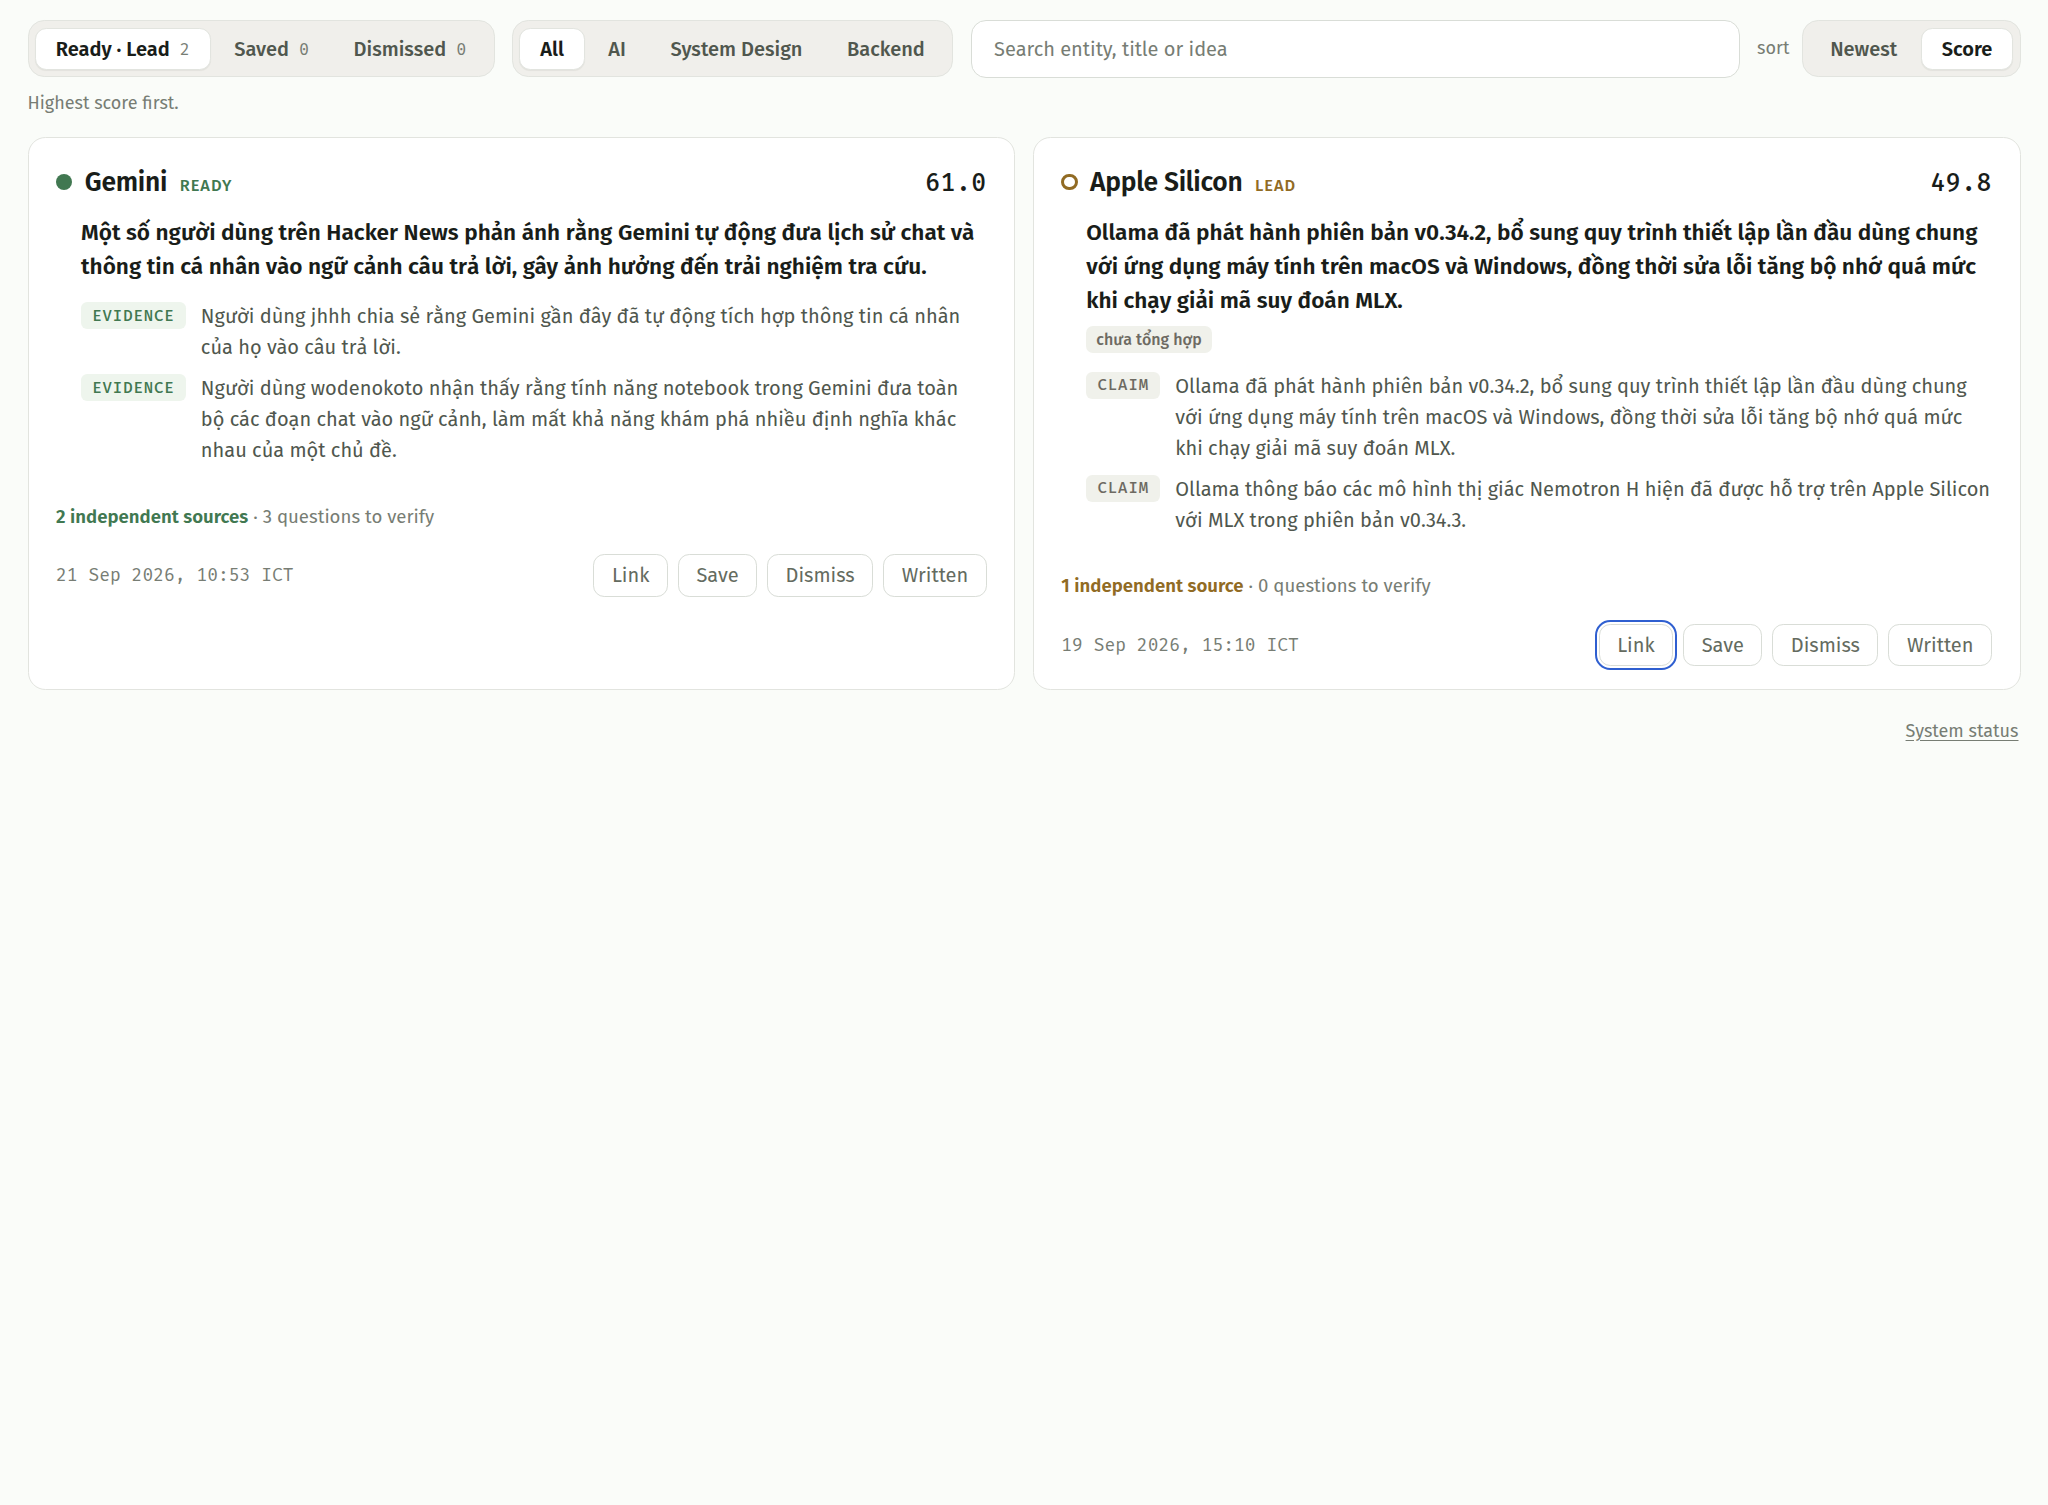 Ready · Lead 2 Saved 0 Dismissed 0 All AI System Design Backend Search entity, title or idea sort Newest Score
Highest score first.
Gemini READY 61.0
Một số người dùng trên Hacker News phản ánh rằng Gemini tự động đưa lịch sử chat và
thông tin cá nhân vào ngữ cảnh câu trả lời, gây ảnh hưởng đến trải nghiệm tra cứu.
EVIDENCE Người dùng jhhh chia sẻ rằng Gemini gần đây đã tự động tích hợp thông tin cá nhân
của họ vào câu trả lời.
EVIDENCE Người dùng wodenokoto nhận thấy rằng tính năng notebook trong Gemini đưa toàn
bộ các đoạn chat vào ngữ cảnh, làm mất khả năng khám phá nhiều định nghĩa khác
nhau của một chủ đề.
2 independent sources · 3 questions to verify
21 Sep 2026, 10:53 ICT Link Save Dismiss Written
Apple Silicon LEAD 49.8
Ollama đã phát hành phiên bản v0.34.2, bổ sung quy trình thiết lập lần đầu dùng chung
với ứng dụng máy tính trên macOS và Windows, đồng thời sửa lỗi tăng bộ nhớ quá mức
khi chạy giải mã suy đoán MLX.
chưa tổng hợp
CLAIM Ollama đã phát hành phiên bản v0.34.2, bổ sung quy trình thiết lập lần đầu dùng chung
với ứng dụng máy tính trên macOS và Windows, đồng thời sửa lỗi tăng bộ nhớ quá mức
khi chạy giải mã suy đoán MLX.
CLAIM Ollama thông báo các mô hình thị giác Nemotron H hiện đã được hỗ trợ trên Apple Silicon
với MLX trong phiên bản v0.34.3.
1 independent source · 0 questions to verify
19 Sep 2026, 15:10 ICT Link Save Dismiss Written
System status